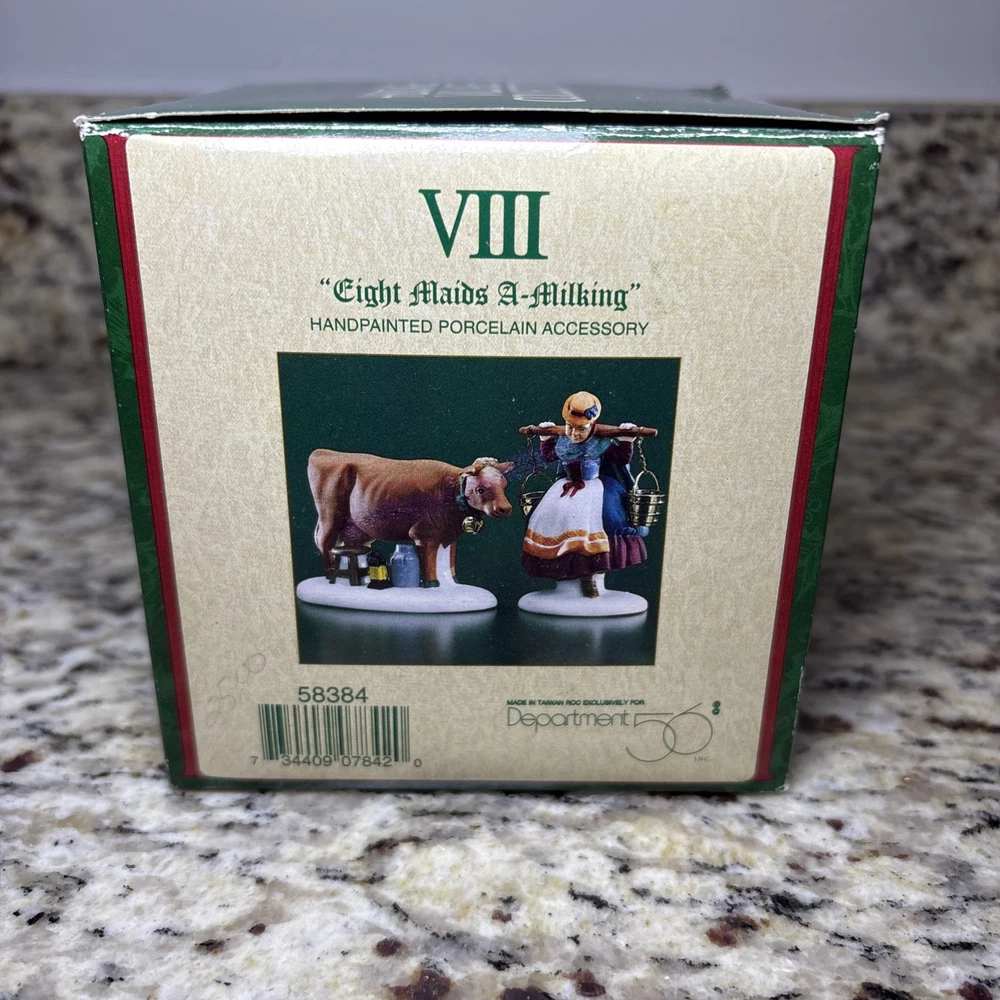 VIII
“Eight Maids A-Milking”
HANDPAINTED PORCELAIN ACCESSORY
58384
7 34409 07842 0
MADE IN TAIWAN ROC EXCLUSIVELY FOR
Department 56
INC.